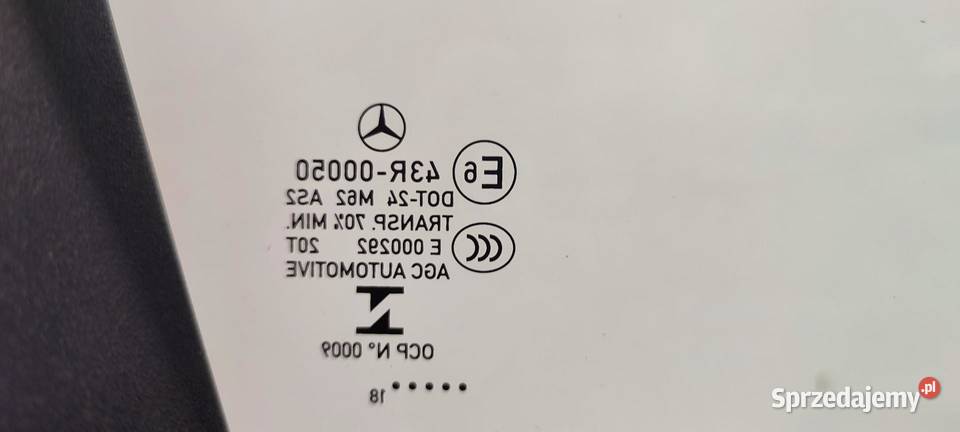 E6 43R-00050
DOT-24 M62 AS2
TRANSP. 70% MIN.
CCC E 000292 20T
AGC AUTOMOTIVE
OCP Nº 0009
18
Sprzedajemy.pl